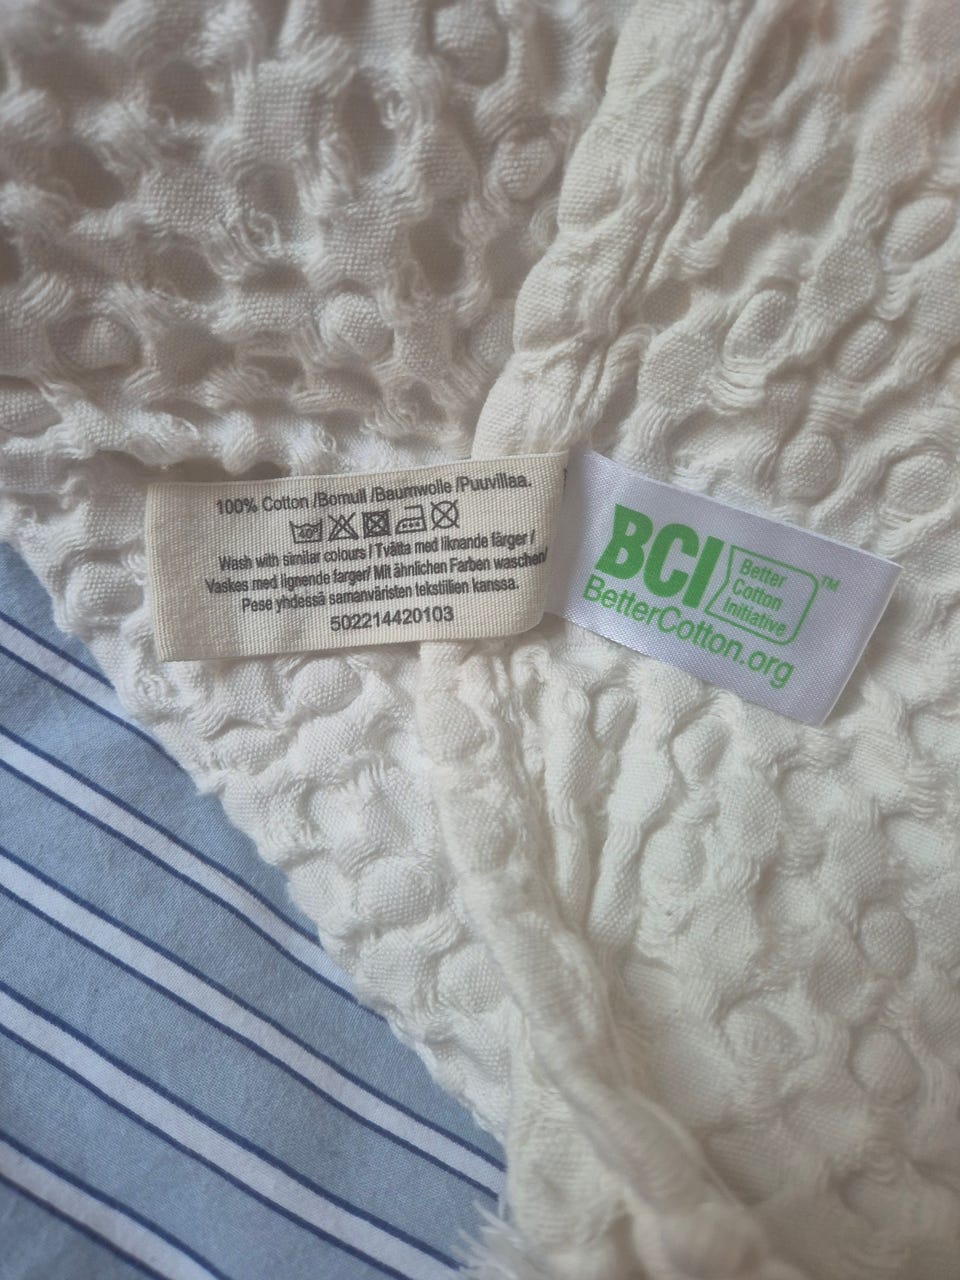 100% Cotton /Bomull /Baumwolle /Puuvillaa.
40°
Wash with similar colours / Tvätta med liknande färger /
Vaskes med lignende farger/ Mit ähnlichen Farben waschen/
Pese yhdessä samanväristen tekstiilien kanssa.
502214420103
BCI
Better
Cotton
Initiative
™
BetterCotton.org